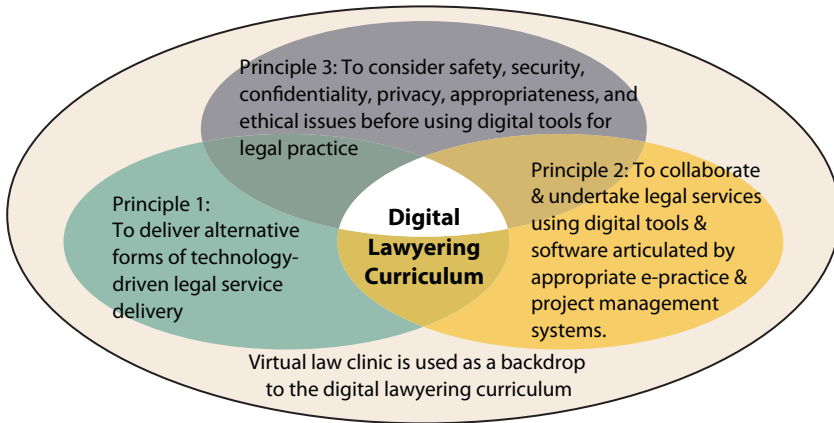 Principle 3: To consider safety, security,
confidentiality, privacy, appropriateness, and
ethical issues before using digital tools for
legal practice
Principle 1:
To deliver alternative
forms of technology-
driven legal service
delivery
Digital
Lawyering
Curriculum
Principle 2: To collaborate
& undertake legal services
using digital tools &
software articulated by
appropriate e-practice &
project management
systems.
Virtual law clinic is used as a backdrop
to the digital lawyering curriculum